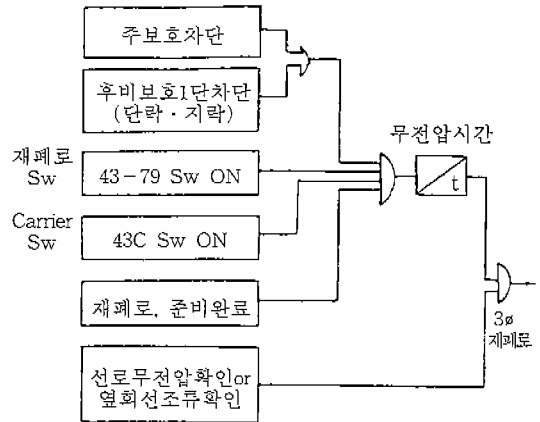 주보호차단
후비보호1단차단
(단락·지락)
무전압시간
재폐로
Sw
43-79 Sw ON
t
Carrier
Sw
43C Sw ON
재폐로. 준비완료
3ø
재폐로
선로무전압확인or
옆회선조류확인